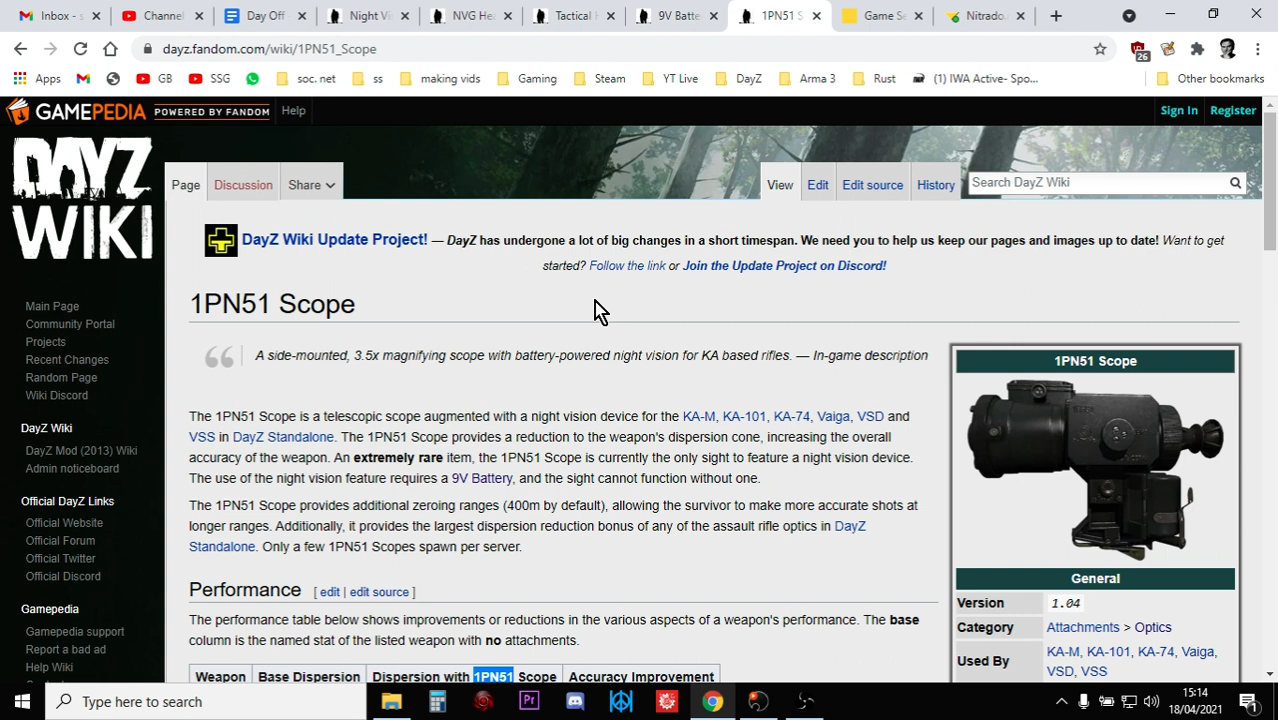 Inbox - s
Channel
Day Off -
Night Vi
NVG Hea
Tactical H
9V Batte
1PN51 S
Game Se
Nitrado.
dayz.fandom.com/wiki/1PN51_Scope
26
Apps
GB
SSG
soc. net
ss
making vids
Gaming
Steam
YT Live
DayZ
Arma 3
Rust
(1) IWA Active- Spo...
Other bookmarks
GAMEPEDIA POWERED BY FANDOM Help
Sign In Register
DAYZ
WIKI
Page Discussion Share
View Edit Edit source History Search DayZ Wiki
DayZ Wiki Update Project! — DayZ has undergone a lot of big changes in a short timespan. We need you to help us keep our pages and images up to date! Want to get
started? Follow the link or Join the Update Project on Discord!
Main Page
Community Portal
Projects
Recent Changes
Random Page
Wiki Discord
DayZ Wiki
DayZ Mod (2013) Wiki
Admin noticeboard
Official DayZ Links
Official Website
Official Forum
Official Twitter
Official Discord
Gamepedia
Gamepedia support
Report a bad ad
Help Wiki
1PN51 Scope
A side-mounted, 3.5x magnifying scope with battery-powered night vision for KA based rifles. — In-game description
The 1PN51 Scope is a telescopic scope augmented with a night vision device for the KA-M, KA-101, KA-74, Vaiga, VSD and
VSS in DayZ Standalone. The 1PN51 Scope provides a reduction to the weapon's dispersion cone, increasing the overall
accuracy of the weapon. An extremely rare item, the 1PN51 Scope is currently the only sight to feature a night vision device.
The use of the night vision feature requires a 9V Battery, and the sight cannot function without one.
The 1PN51 Scope provides additional zeroing ranges (400m by default), allowing the survivor to make more accurate shots at
longer ranges. Additionally, it provides the largest dispersion reduction bonus of any of the assault rifle optics in DayZ
Standalone. Only a few 1PN51 Scopes spawn per server.
Performance [ edit | edit source ]
The performance table below shows improvements or reductions in the various aspects of a weapon's performance. The base
column is the named stat of the listed weapon with no attachments.
Weapon Base Dispersion Dispersion with 1PN51 Scope Accuracy Improvement
1PN51 Scope
General
Version 1.04
Category Attachments > Optics
Used By KA-M, KA-101, KA-74, Vaiga,
VSD, VSS
Type here to search
Pr
15:14
18/04/2021
1